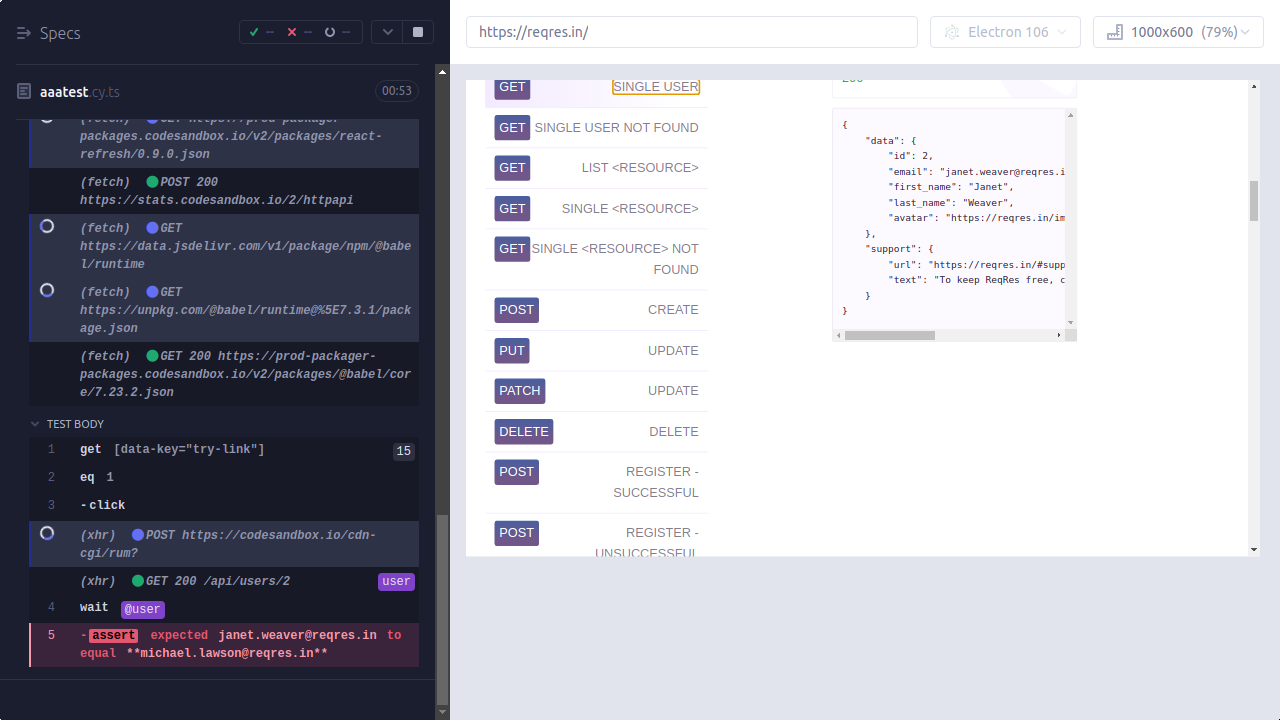 Specs
--
--
--
aaatest.cy.ts
00:53
(fetch) GET https://prod-packager-
packages.codesandbox.io/v2/packages/react-
refresh/0.9.0.json
(fetch) POST 200
https://stats.codesandbox.io/2/httpapi
(fetch) GET
https://data.jsdelivr.com/v1/package/npm/@babe
l/runtime
(fetch) GET
https://unpkg.com/@babel/runtime@%5E7.3.1/pack
age.json
(fetch) GET 200 https://prod-packager-
packages.codesandbox.io/v2/packages/@babel/cor
e/7.23.2.json
TEST BODY
1 get [data-key="try-link"] 15
2 eq 1
3 -click
(xhr) POST https://codesandbox.io/cdn-
cgi/rum?
(xhr) GET 200 /api/users/2 user
4 wait @user
5 -assert expected janet.weaver@reqres.in to
equal **michael.lawson@reqres.in**
https://reqres.in/
Electron 106
1000x600 (79%)
GET SINGLE USER
GET SINGLE USER NOT FOUND
GET LIST <RESOURCE>
GET SINGLE <RESOURCE>
GET SINGLE <RESOURCE> NOT
FOUND
POST CREATE
PUT UPDATE
PATCH UPDATE
DELETE DELETE
POST REGISTER -
SUCCESSFUL
POST REGISTER -
UNSUCCESSFUL
200
{
"data": {
"id": 2,
"email": "janet.weaver@reqres.i
"first_name": "Janet",
"last_name": "Weaver",
"avatar": "https://reqres.in/im
},
"support": {
"url": "https://reqres.in/#supp
"text": "To keep ReqRes free, c
}
}